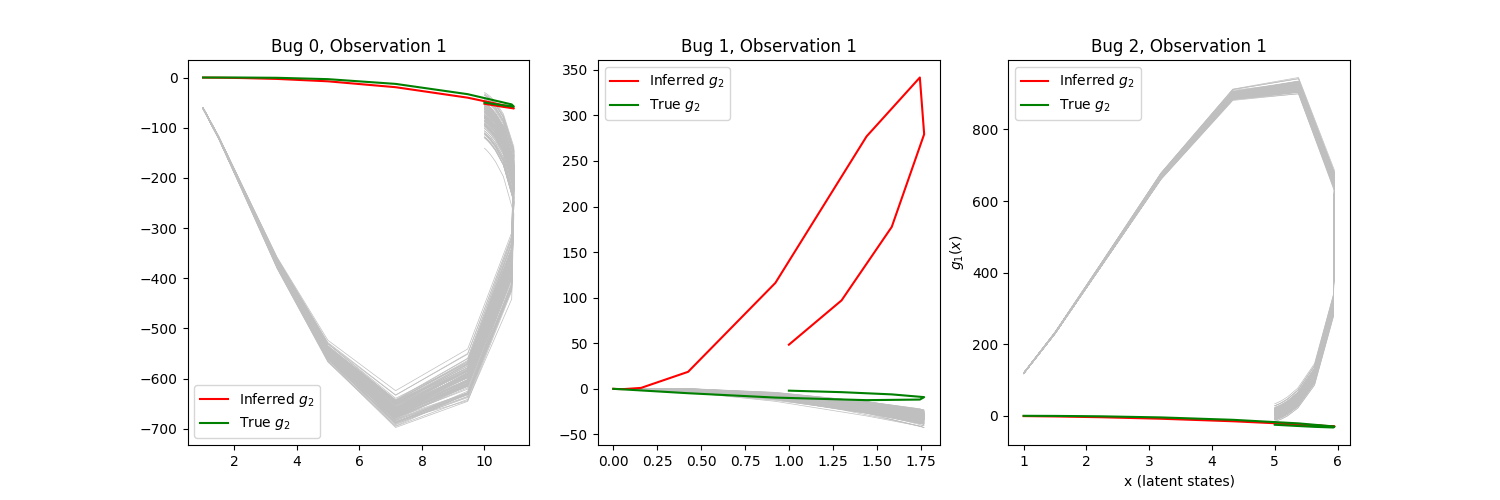 Bug 0, Observation 1
0
−100
−200
−300
−400
−500
−600
−700
Inferred g₂
True g₂
2 4 6 8 10
Bug 1, Observation 1
350
300
250
200
150
100
50
0
−50
Inferred g₂
True g₂
0.00 0.25 0.50 0.75 1.00 1.25 1.50 1.75
Bug 2, Observation 1
g₁(x)
800
600
400
200
0
Inferred g₂
True g₂
1 2 3 4 5 6
x (latent states)